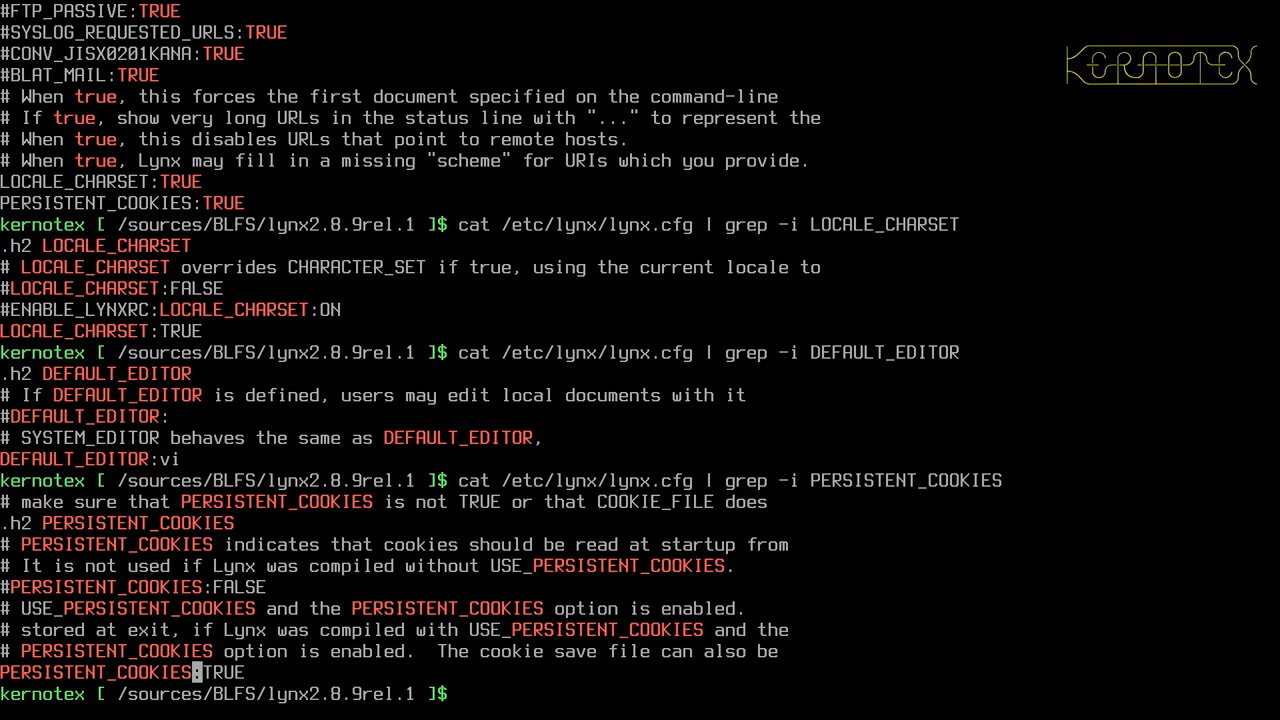 #FTP_PASSIVE:TRUE
#SYSLOG_REQUESTED_URLS:TRUE
#CONV_JISX0201KANA:TRUE
#BLAT_MAIL:TRUE
KERNOTEX
# When true, this forces the first document specified on the command-line
# If true, show very long URLs in the status line with "..." to represent the
# When true, this disables URLs that point to remote hosts.
# When true, Lynx may fill in a missing "scheme" for URIs which you provide.
LOCALE_CHARSET:TRUE
PERSISTENT_COOKIES:TRUE
kernotex [ /sources/BLFS/lynx2.8.9rel.1 ]$ cat /etc/lynx/lynx.cfg | grep -i LOCALE_CHARSET
.h2 LOCALE_CHARSET
# LOCALE_CHARSET overrides CHARACTER_SET if true, using the current locale to
#LOCALE_CHARSET:FALSE
#ENABLE_LYNXRC:LOCALE_CHARSET:ON
LOCALE_CHARSET:TRUE
kernotex [ /sources/BLFS/lynx2.8.9rel.1 ]$ cat /etc/lynx/lynx.cfg | grep -i DEFAULT_EDITOR
.h2 DEFAULT_EDITOR
# If DEFAULT_EDITOR is defined, users may edit local documents with it
#DEFAULT_EDITOR:
# SYSTEM_EDITOR behaves the same as DEFAULT_EDITOR,
DEFAULT_EDITOR:vi
kernotex [ /sources/BLFS/lynx2.8.9rel.1 ]$ cat /etc/lynx/lynx.cfg | grep -i PERSISTENT_COOKIES
# make sure that PERSISTENT_COOKIES is not TRUE or that COOKIE_FILE does
.h2 PERSISTENT_COOKIES
# PERSISTENT_COOKIES indicates that cookies should be read at startup from
# It is not used if Lynx was compiled without USE_PERSISTENT_COOKIES.
#PERSISTENT_COOKIES:FALSE
# USE_PERSISTENT_COOKIES and the PERSISTENT_COOKIES option is enabled.
# stored at exit, if Lynx was compiled with USE_PERSISTENT_COOKIES and the
# PERSISTENT_COOKIES option is enabled.  The cookie save file can also be
PERSISTENT_COOKIES:TRUE
kernotex [ /sources/BLFS/lynx2.8.9rel.1 ]$